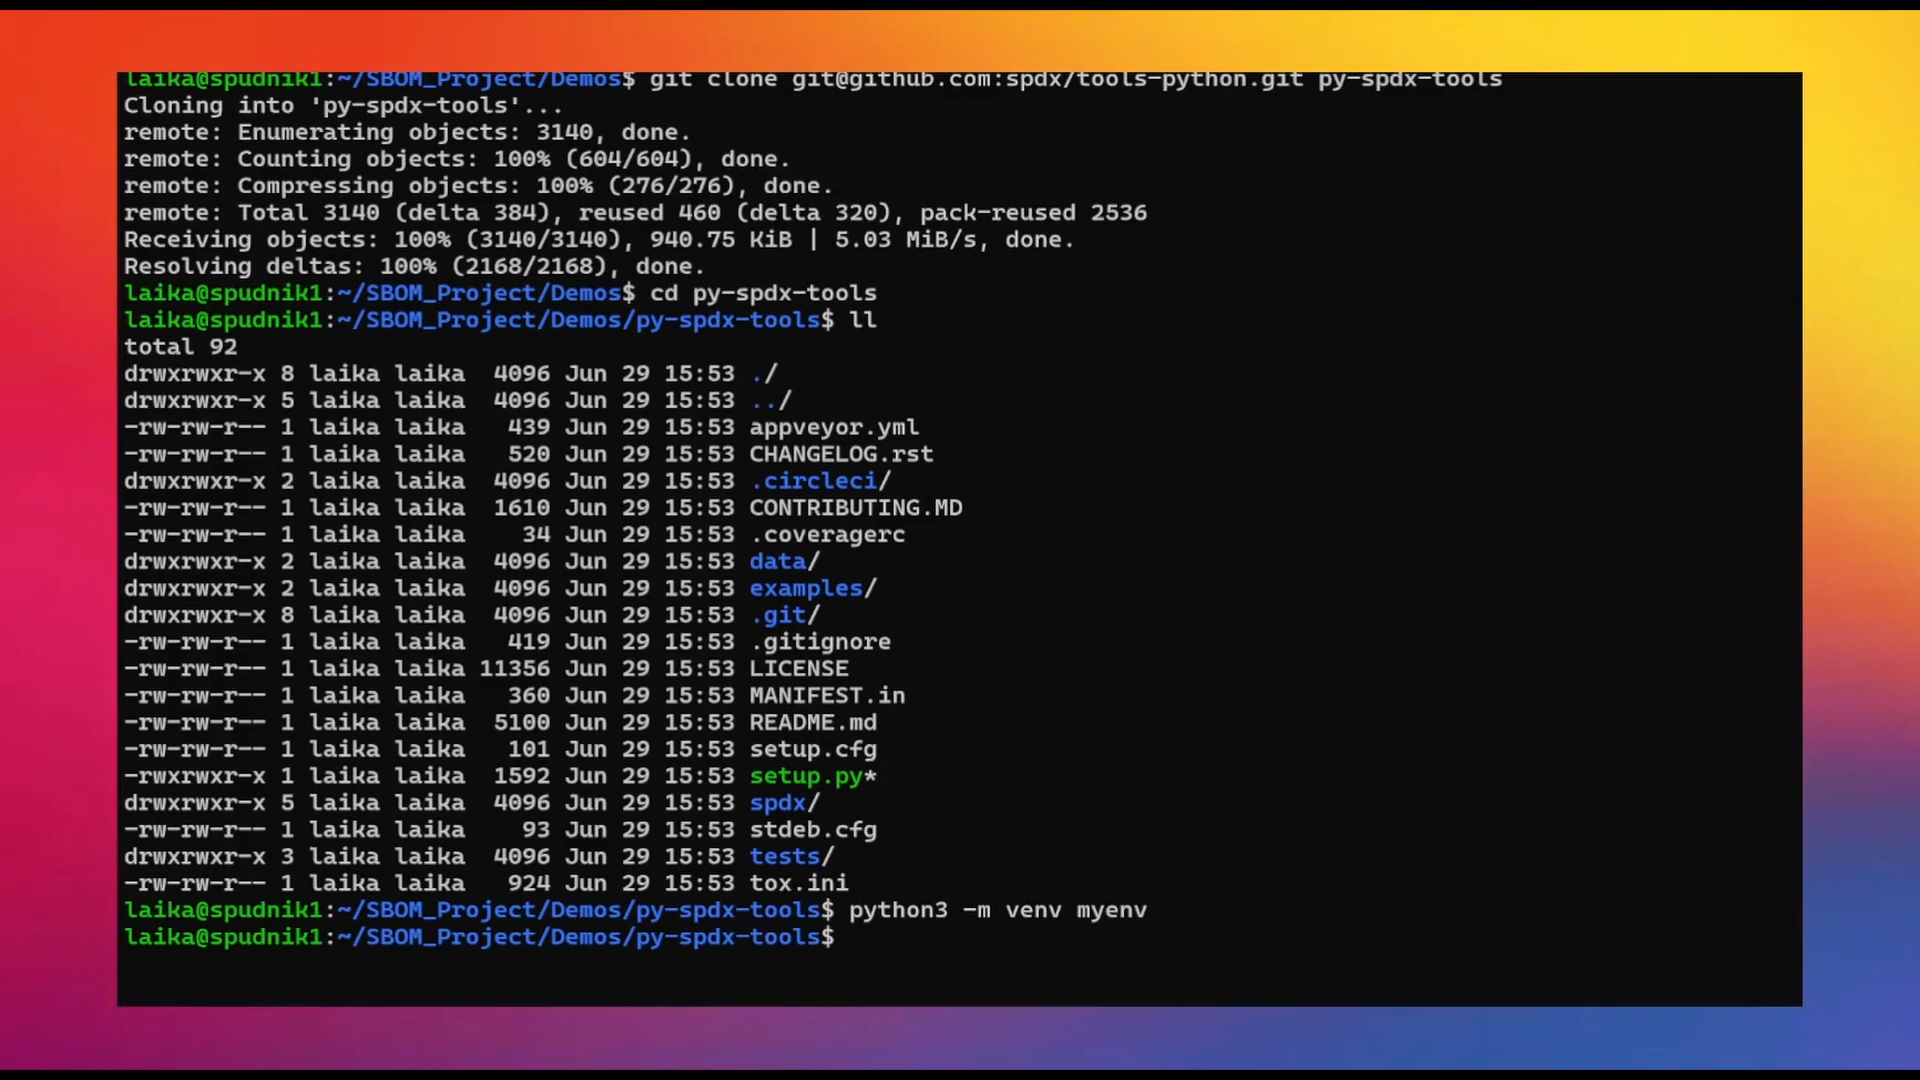 laika@spudnik1:~/SBOM_Project/Demos$ git clone git@github.com:spdx/tools-python.git py-spdx-tools
Cloning into 'py-spdx-tools'...
remote: Enumerating objects: 3140, done.
remote: Counting objects: 100% (604/604), done.
remote: Compressing objects: 100% (276/276), done.
remote: Total 3140 (delta 384), reused 460 (delta 320), pack-reused 2536
Receiving objects: 100% (3140/3140), 940.75 KiB | 5.03 MiB/s, done.
Resolving deltas: 100% (2168/2168), done.
laika@spudnik1:~/SBOM_Project/Demos$ cd py-spdx-tools
laika@spudnik1:~/SBOM_Project/Demos/py-spdx-tools$ ll
total 92
drwxrwxr-x 8 laika laika  4096 Jun 29 15:53 ./
drwxrwxr-x 5 laika laika  4096 Jun 29 15:53 ../
-rw-rw-r-- 1 laika laika   439 Jun 29 15:53 appveyor.yml
-rw-rw-r-- 1 laika laika   520 Jun 29 15:53 CHANGELOG.rst
drwxrwxr-x 2 laika laika  4096 Jun 29 15:53 .circleci/
-rw-rw-r-- 1 laika laika  1610 Jun 29 15:53 CONTRIBUTING.MD
-rw-rw-r-- 1 laika laika    34 Jun 29 15:53 .coveragerc
drwxrwxr-x 2 laika laika  4096 Jun 29 15:53 data/
drwxrwxr-x 2 laika laika  4096 Jun 29 15:53 examples/
drwxrwxr-x 8 laika laika  4096 Jun 29 15:53 .git/
-rw-rw-r-- 1 laika laika   419 Jun 29 15:53 .gitignore
-rw-rw-r-- 1 laika laika 11356 Jun 29 15:53 LICENSE
-rw-rw-r-- 1 laika laika   360 Jun 29 15:53 MANIFEST.in
-rw-rw-r-- 1 laika laika  5100 Jun 29 15:53 README.md
-rw-rw-r-- 1 laika laika   101 Jun 29 15:53 setup.cfg
-rwxrwxr-x 1 laika laika  1592 Jun 29 15:53 setup.py*
drwxrwxr-x 5 laika laika  4096 Jun 29 15:53 spdx/
-rw-rw-r-- 1 laika laika    93 Jun 29 15:53 stdeb.cfg
drwxrwxr-x 3 laika laika  4096 Jun 29 15:53 tests/
-rw-rw-r-- 1 laika laika   924 Jun 29 15:53 tox.ini
laika@spudnik1:~/SBOM_Project/Demos/py-spdx-tools$ python3 -m venv myenv
laika@spudnik1:~/SBOM_Project/Demos/py-spdx-tools$